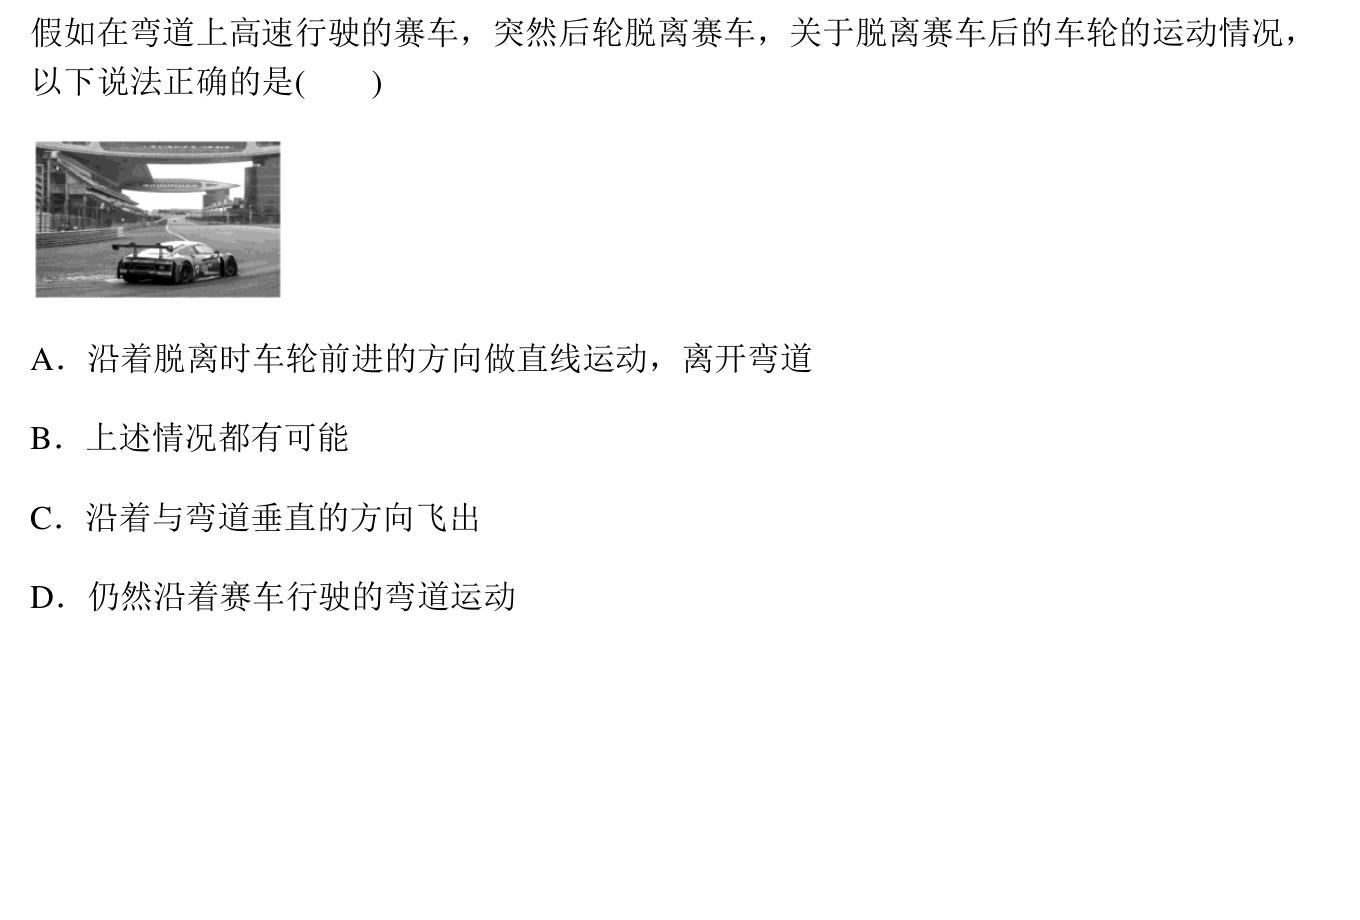 假如在弯道上高速行驶的赛车，突然后轮脱离赛车，关于脱离赛车后的车轮的运动情况，
以下说法正确的是(　　)
A．沿着脱离时车轮前进的方向做直线运动，离开弯道
B．上述情况都有可能
C．沿着与弯道垂直的方向飞出
D．仍然沿着赛车行驶的弯道运动